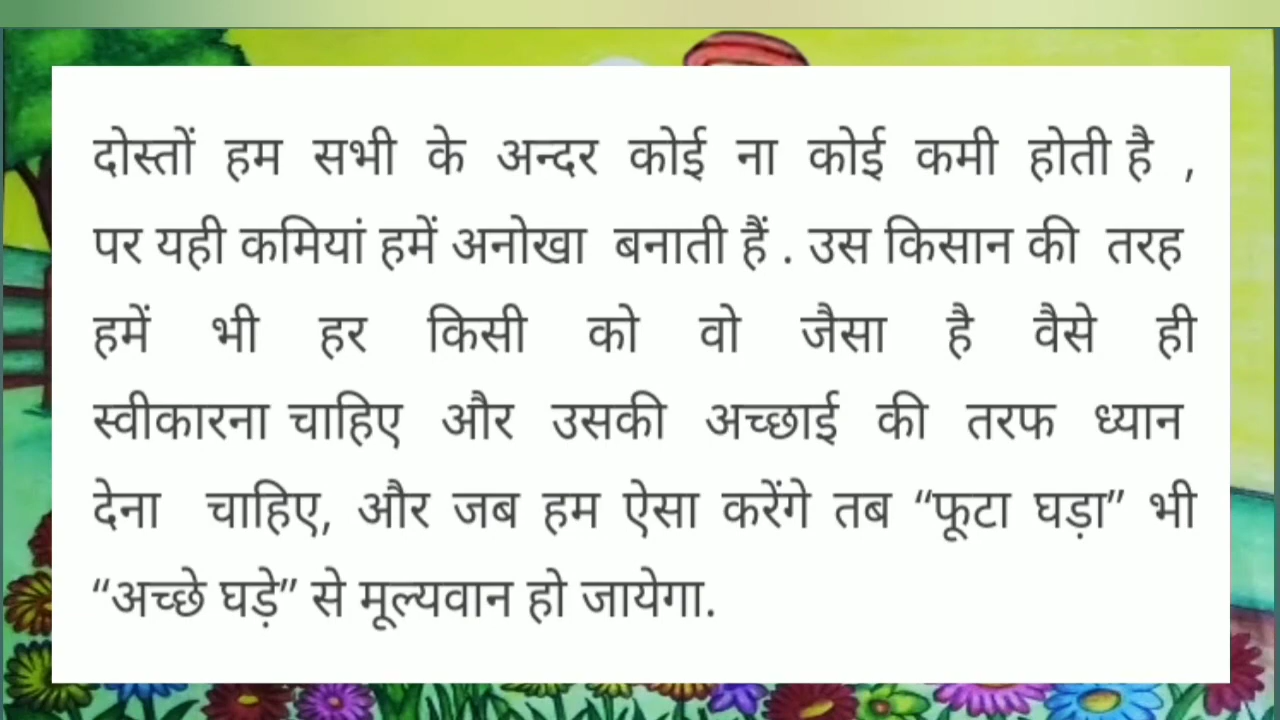 दोस्तों हम सभी के अन्दर कोई ना कोई कमी होती है ,
पर यही कमियां हमें अनोखा बनाती हैं . उस किसान की तरह
हमें भी हर किसी को वो जैसा है वैसे ही
स्वीकारना चाहिए और उसकी अच्छाई की तरफ ध्यान
देना चाहिए, और जब हम ऐसा करेंगे तब “फूटा घड़ा” भी
“अच्छे घड़े” से मूल्यवान हो जायेगा.